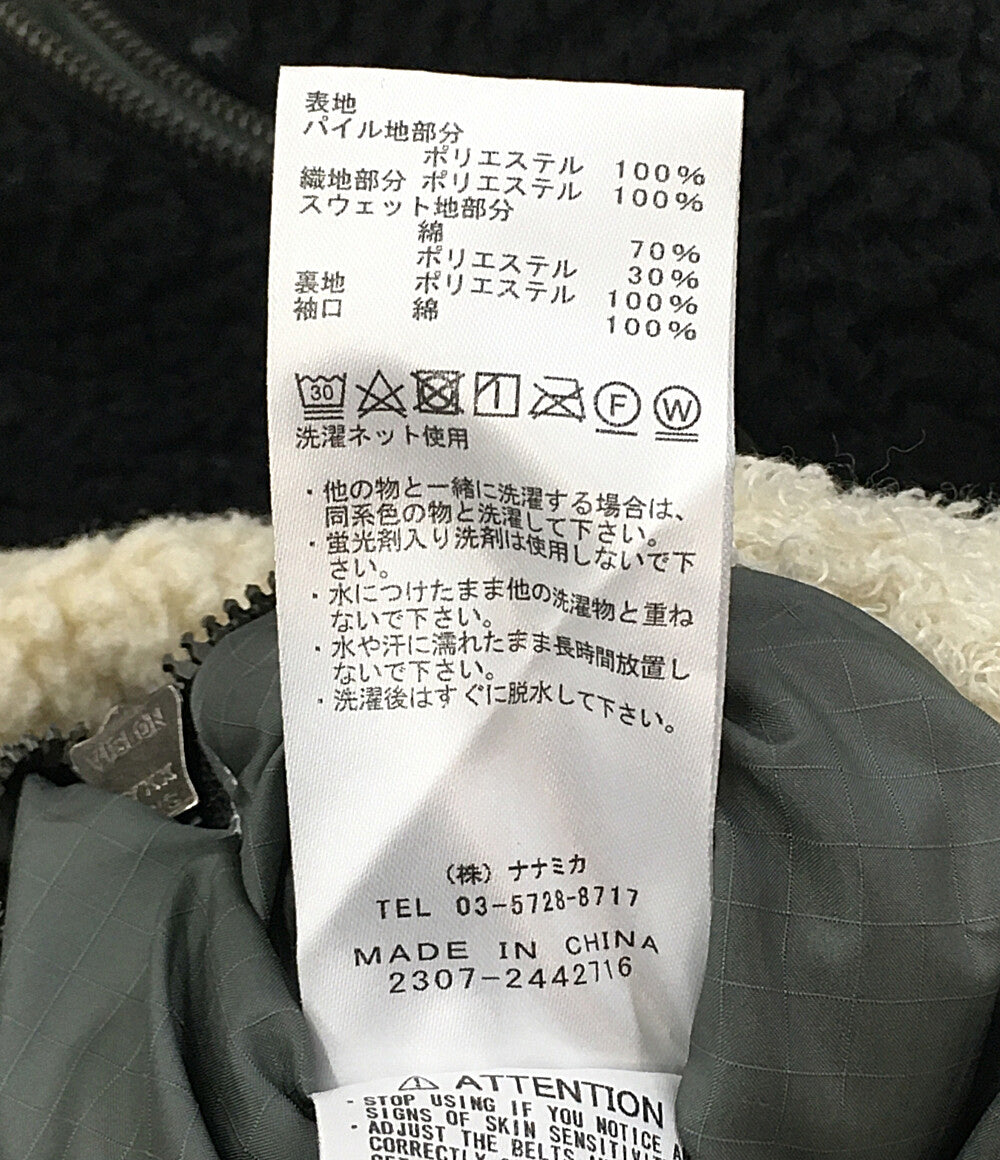 表地
パイル地部分
ポリエステル 100%
織地部分 ポリエステル 100%
スウェット地部分
綿 70%
ポリエステル 30%
裏地 ポリエステル 100%
袖口 綿 100%
30 F W
洗濯ネット使用
・他の物と一緒に洗濯する場合は、
同系色の物と洗濯して下さい。
・蛍光剤入り洗剤は使用しないで下
さい。
・水につけたまま他の洗濯物と重ね
ないで下さい。
・水や汗に濡れたまま長時間放置し
ないで下さい。
・洗濯後はすぐに脱水して下さい。
(株) ナナミカ
TEL 03-5728-8717
MADE IN CHINA
2307-2442716
⚠ ATTENTION
- STOP USING IF YOU NOTICE
SIGNS OF SKIN
- ADJUST THE BELTS
CORRECTLY